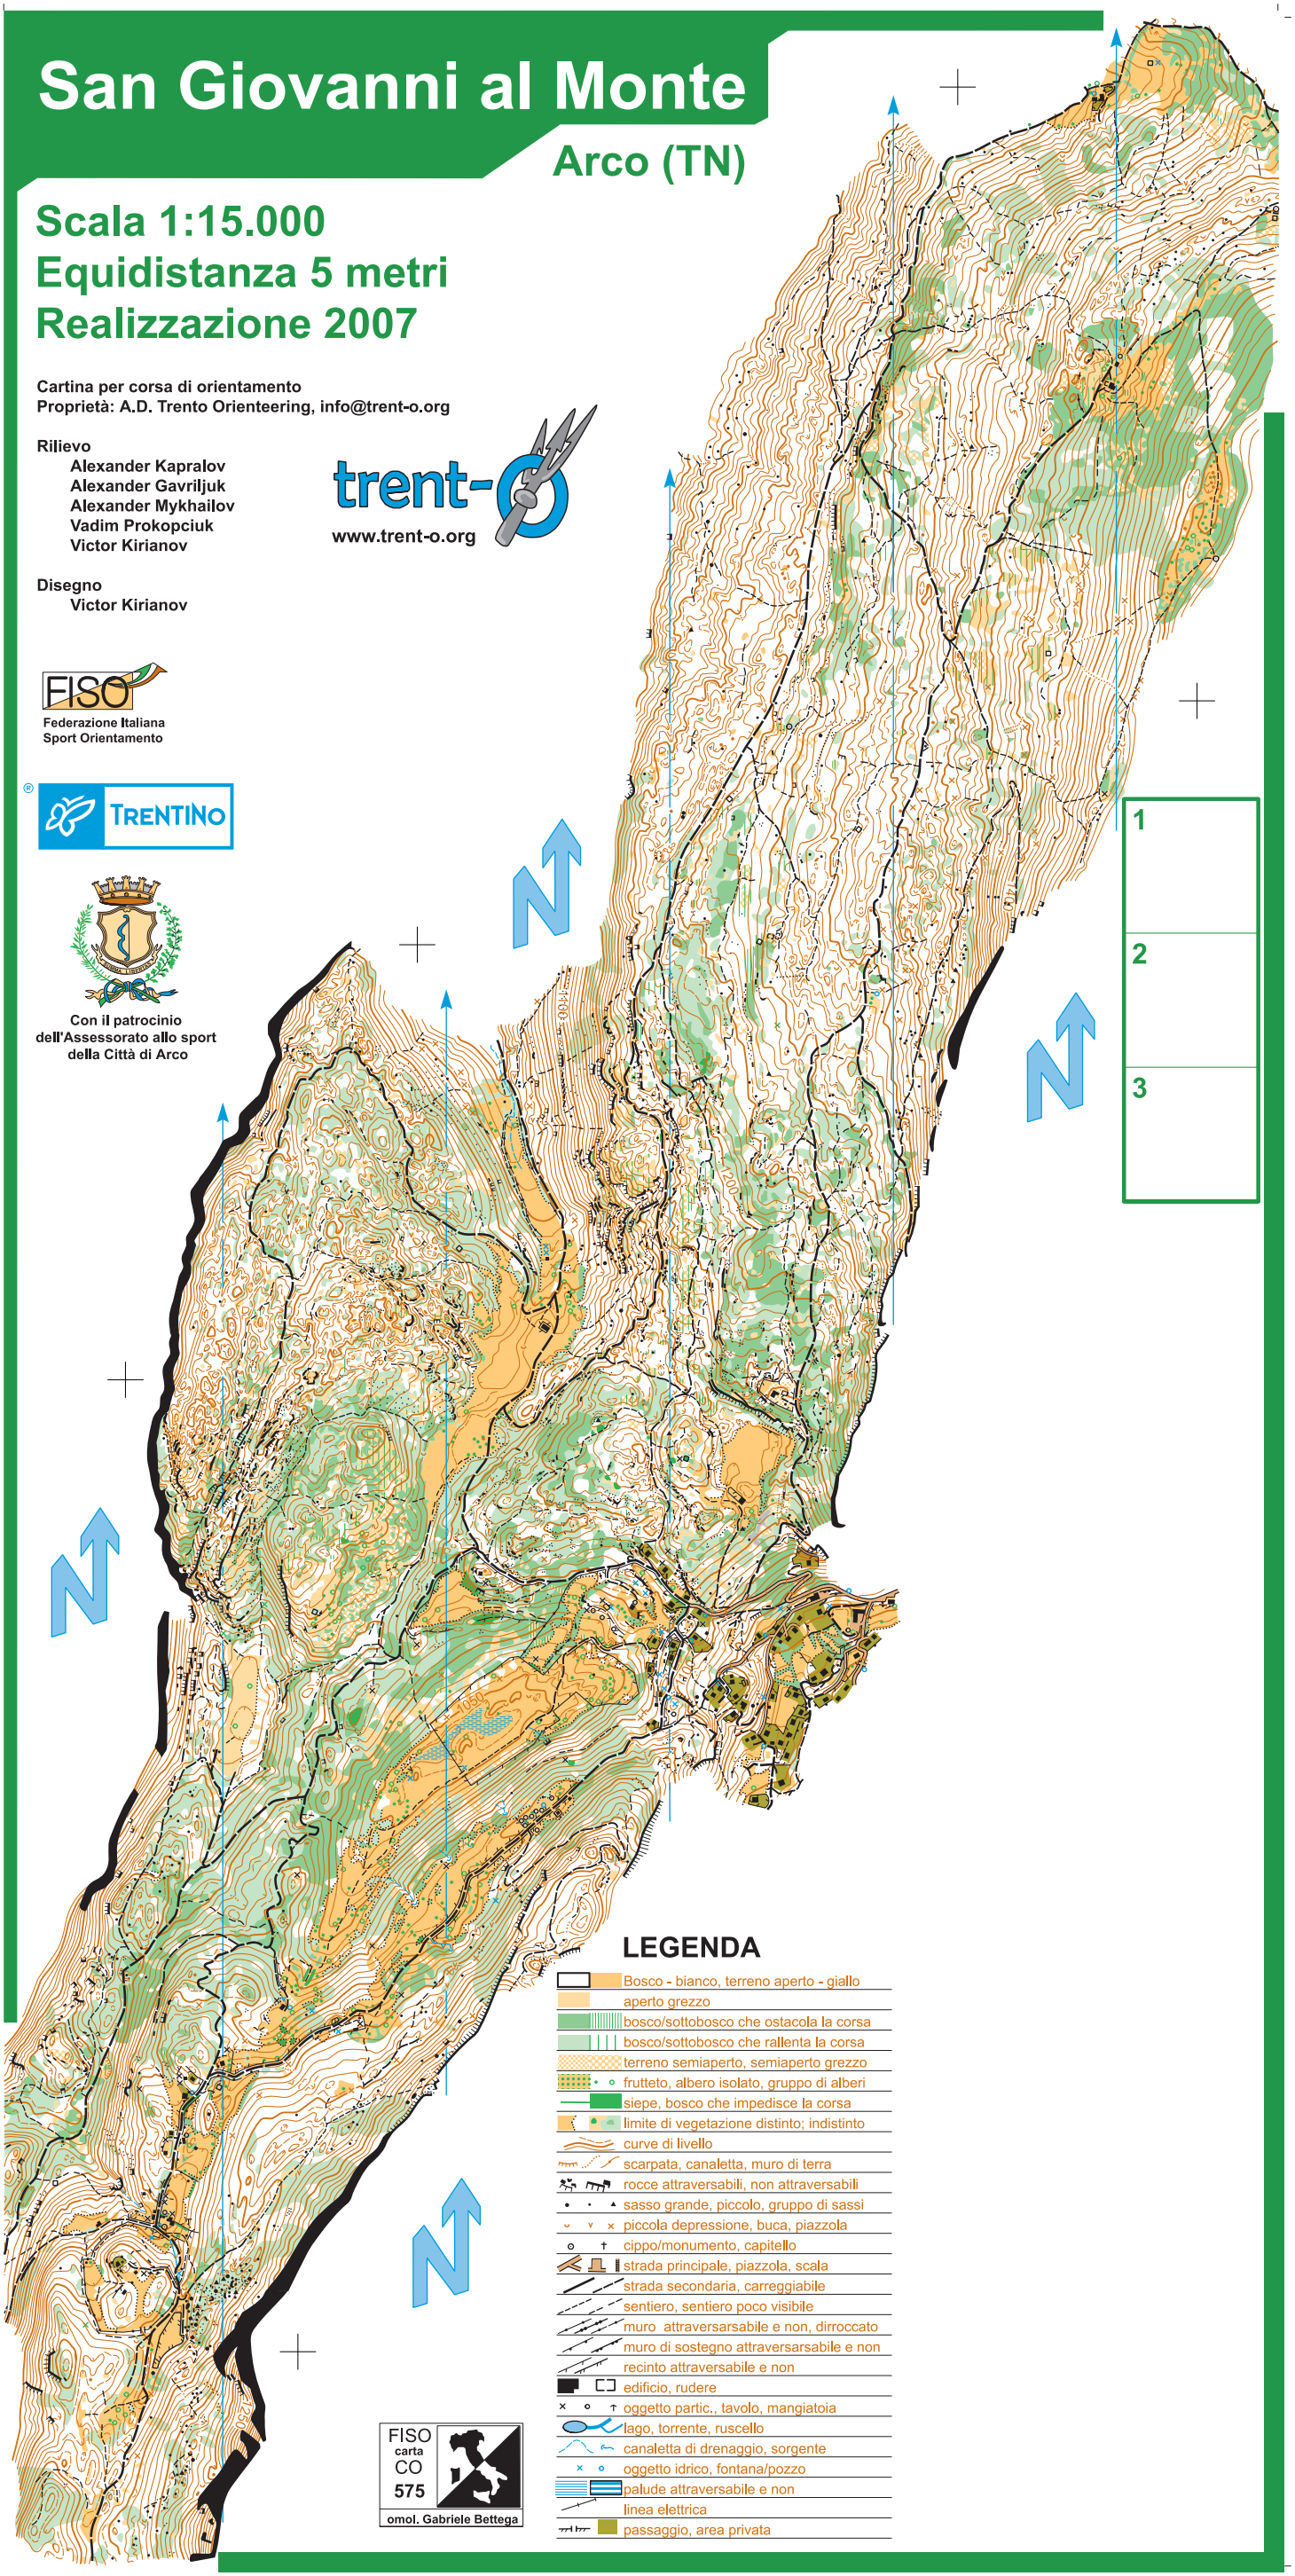 San Giovanni al Monte
Arco (TN)
Scala 1:15.000
Equidistanza 5 metri
Realizzazione 2007
Cartina per corsa di orientamento
Proprietà: A.D. Trento Orienteering, info@trent-o.org
Rilievo
Alexander Kapralov
Alexander Gavriljuk
Alexander Mykhailov
Vadim Prokopciuk
Victor Kirianov
Disegno
Victor Kirianov
trent-O
www.trent-o.org
FISO
Federazione Italiana
Sport Orientamento
® TRENTINO
Con il patrocinio
dell'Assessorato allo sport
della Città di Arco
N
N
N
N
1
2
3
1100
1050
LEGENDA
Bosco - bianco, terreno aperto - giallo
aperto grezzo
bosco/sottobosco che ostacola la corsa
bosco/sottobosco che rallenta la corsa
terreno semiaperto, semiaperto grezzo
frutteto, albero isolato, gruppo di alberi
siepe, bosco che impedisce la corsa
limite di vegetazione distinto; indistinto
curve di livello
scarpata, canaletta, muro di terra
rocce attraversabili, non attraversabili
sasso grande, piccolo, gruppo di sassi
piccola depressione, buca, piazzola
cippo/monumento, capitello
strada principale, piazzola, scala
strada secondaria, carreggiabile
sentiero, sentiero poco visibile
muro attraversarsabile e non, dirroccato
muro di sostegno attraversarsabile e non
recinto attraversabile e non
edificio, rudere
oggetto partic., tavolo, mangiatoia
lago, torrente, ruscello
canaletta di drenaggio, sorgente
oggetto idrico, fontana/pozzo
palude attraversabile e non
linea elettrica
passaggio, area privata
FISO
carta
CO
575
omol. Gabriele Bettega